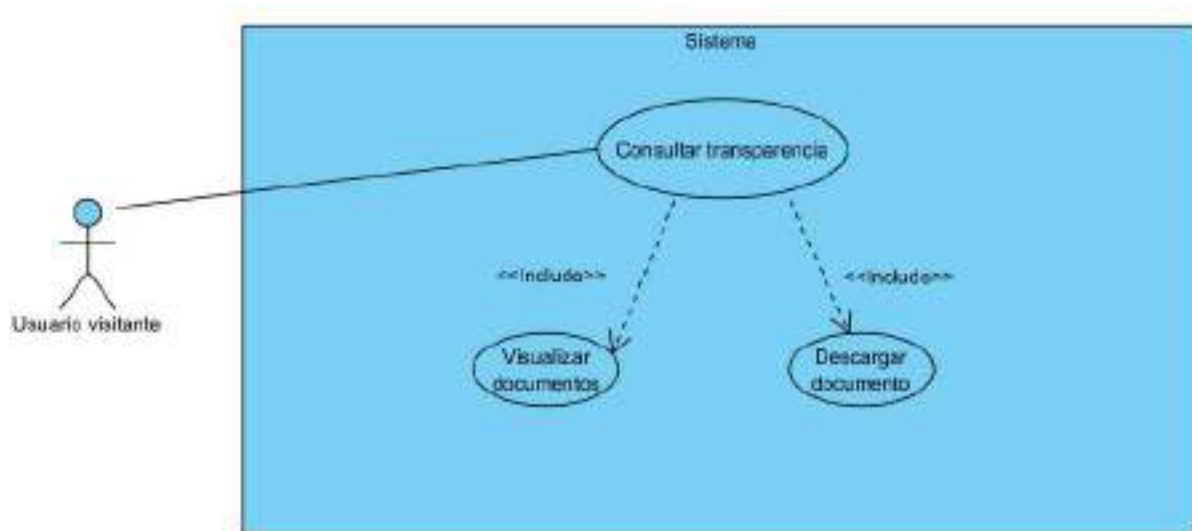 Sistema
Consultar transparencia
<<Include>>
<<Include>>
Usuario visitante
Visualizar
documentos
Descargar
documento